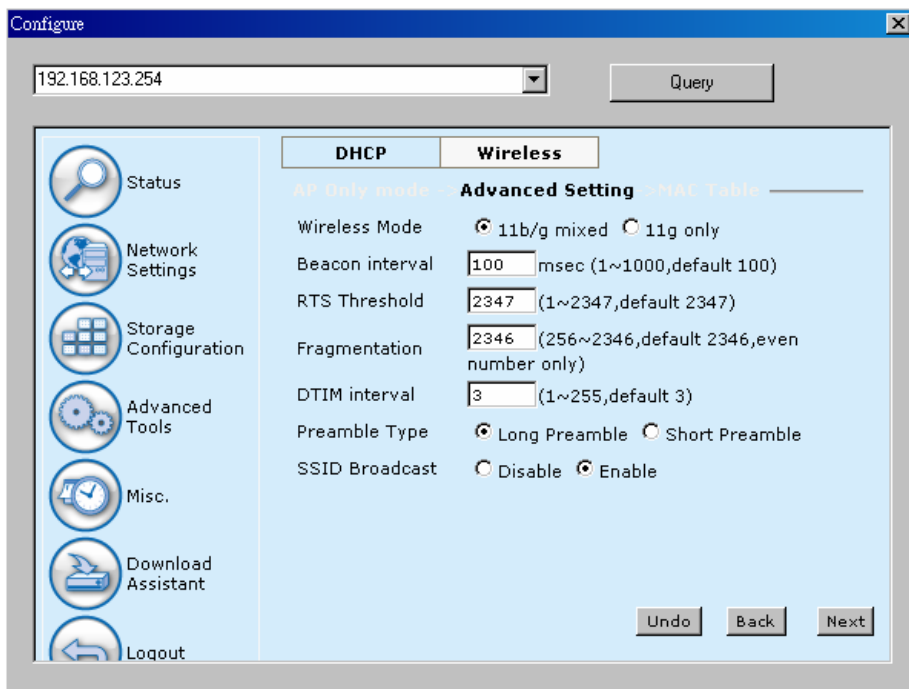 Configure
192.168.123.254
Query
Status
Network
Settings
Storage
Configuration
Advanced
Tools
Misc.
Download
Assistant
Logout
DHCP
Wireless
AP Only mode -> Advanced Setting ->MAC Table
Wireless Mode 11b/g mixed 11g only
Beacon interval 100 msec (1~1000,default 100)
RTS Threshold 2347 (1~2347,default 2347)
Fragmentation 2346 (256~2346,default 2346,even
number only)
DTIM interval 3 (1~255,default 3)
Preamble Type Long Preamble Short Preamble
SSID Broadcast Disable Enable
Undo Back Next